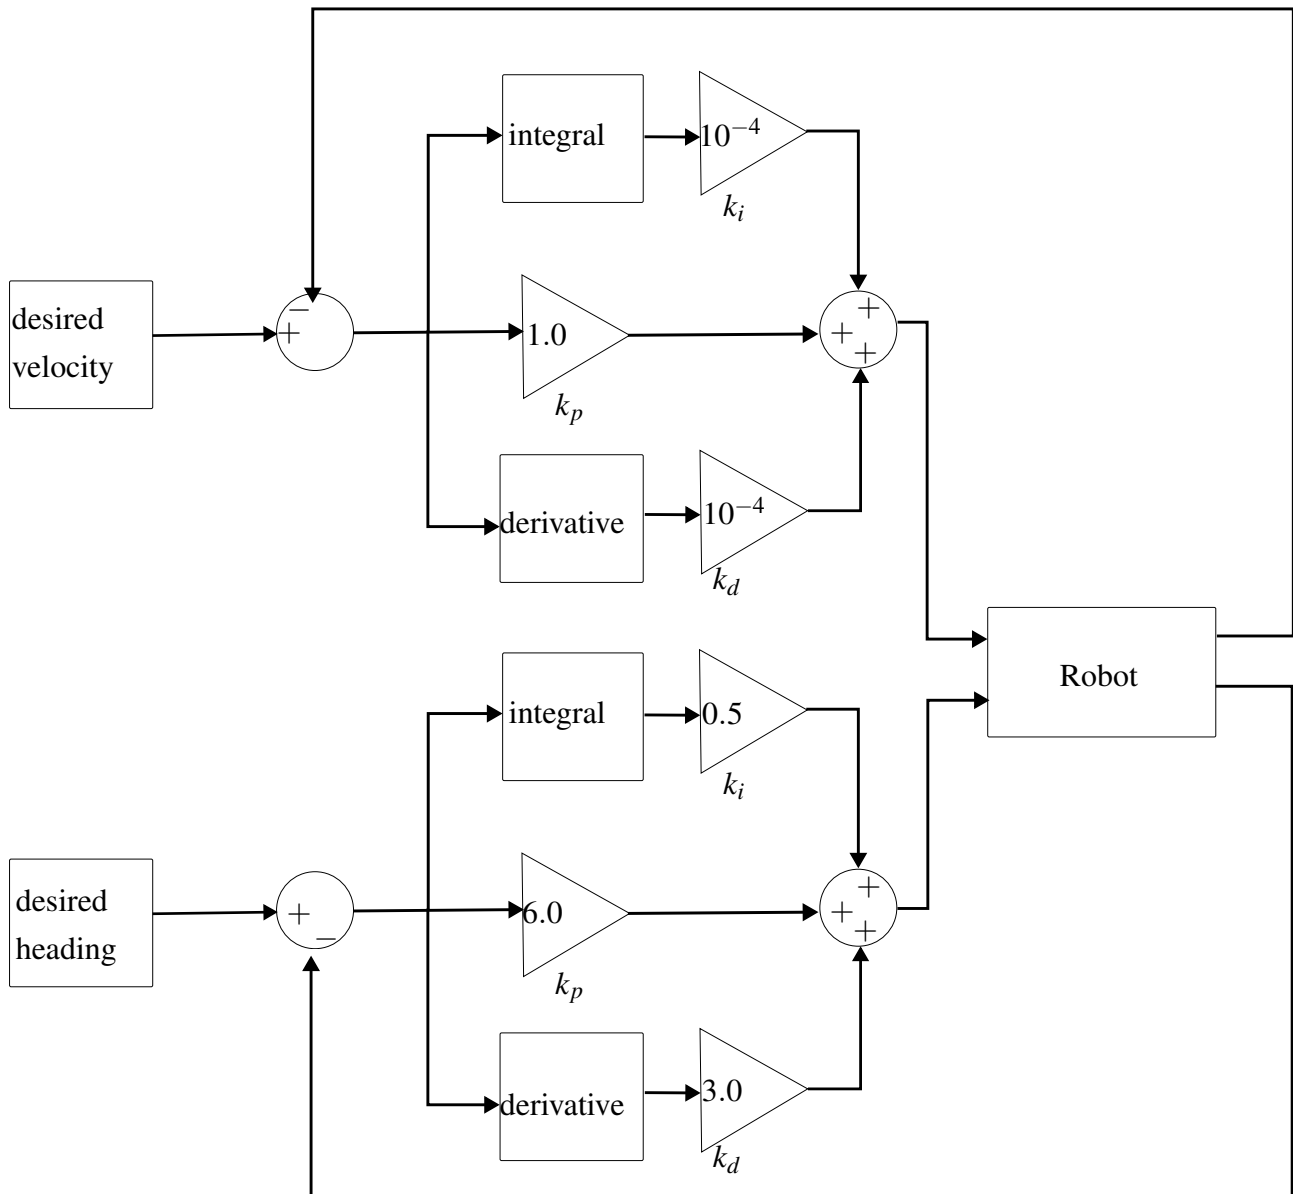 integral
10⁻⁴
k_i
−
+
desired
velocity
1.0
k_p
+
+
+
derivative
10⁻⁴
k_d
Robot
integral
0.5
k_i
desired
heading
+
−
6.0
k_p
+
+
+
derivative
3.0
k_d